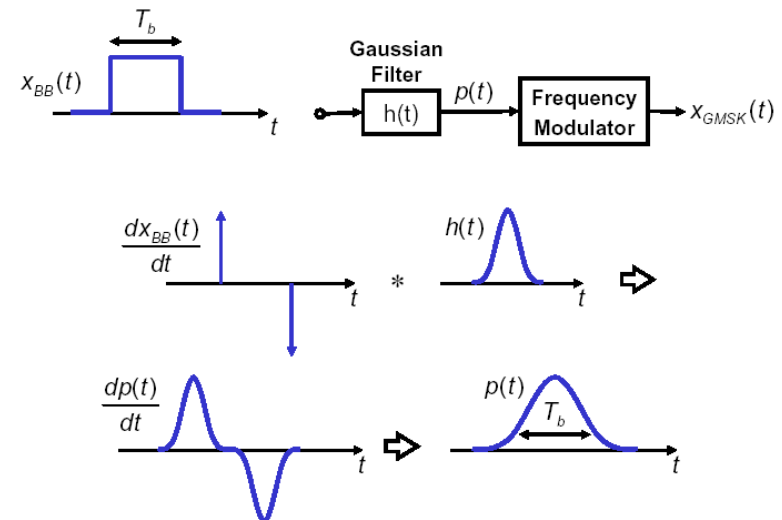 T_b
x_BB(t)
t
Gaussian
Filter
h(t)
p(t)
Frequency
Modulator
x_GMSK(t)
dx_BB(t)
dt
t
*
h(t)
t
dp(t)
dt
t
p(t)
T_b
t